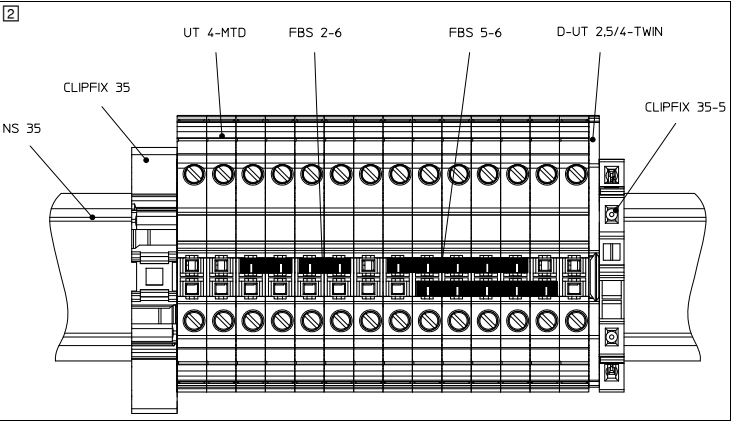 2
UT 4-MTD
FBS 2-6
FBS 5-6
D-UT 2,5/4-TWIN
CLIPFIX 35
CLIPFIX 35-5
NS 35